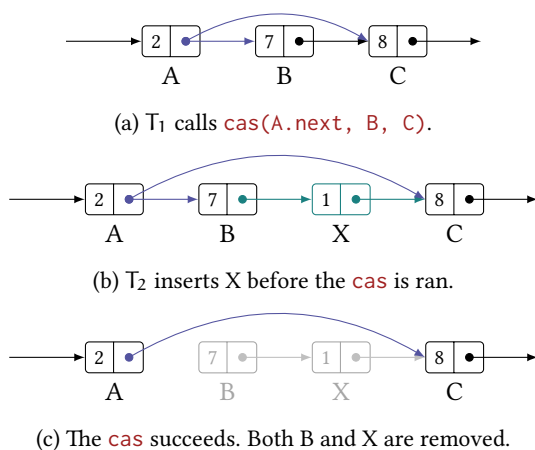 2 7 8
A B C
(a) T₁ calls cas(A.next, B, C).
2 7 1 8
A B X C
(b) T₂ inserts X before the cas is ran.
2 7 1 8
A B X C
(c) The cas succeeds. Both B and X are removed.